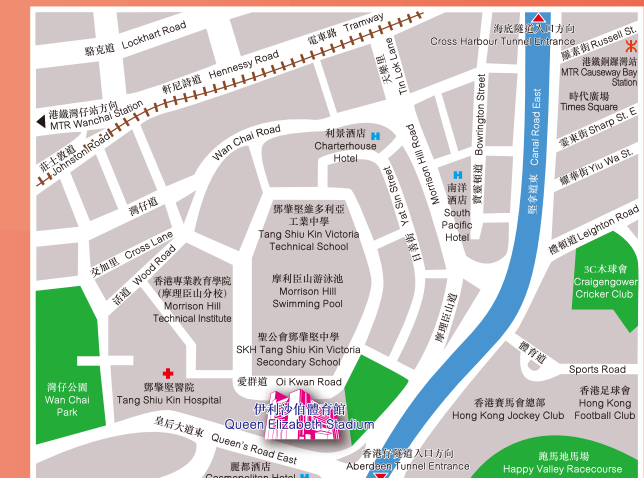 駱克道 Lockhart Road
電車路 Tramway
海底隧道入口方向
Cross Harbour Tunnel Entrance
羅素街 Russell St.
港鐵銅鑼灣站
MTR Causeway Bay
Station
時代廣場
Times Square
霎東街 Sharp St. E
耀華街 Yiu Wa St.
軒尼詩道 Hennessy Road
天樂里 Tin Lok Lane
港鐵灣仔站方向
MTR Wanchai Station
莊士敦道
Johnston Road
Wan Chai Road
灣仔道
利景酒店
Charterhouse
Hotel
Morrison Hill Road
摩理臣山道
寶靈頓道 Bowrington Street
堅拿道東 Canal Road East
南洋
酒店
South
Pacific
Hotel
日善街 Yat Sin Street
禮頓道 Leighton Road
鄧肇堅維多利亞
工業中學
Tang Shiu Kin Victoria
Technical School
交加里 Cross Lane
活道 Wood Road
香港專業教育學院
(摩理臣山分校)
Morrison Hill
Technical Institute
摩利臣山游泳池
Morrison Hill
Swimming Pool
3C木球會
Craigengower
Cricker Club
聖公會鄧肇堅中學
SKH Tang Shiu Kin Victoria
Secondary School
體育道
Sports Road
灣仔公園
Wan Chai
Park
鄧肇堅醫院
Tang Shiu Kin Hospital
愛群道 Oi Kwan Road
伊利沙伯體育館
Queen Elizabeth Stadium
香港賽馬會總部
Hong Kong Jockey Club
香港足球會
Hong Kong
Football Club
皇后大道東 Queen's Road East
麗都酒店
Cosmopolitan Hotel
香港仔隧道入口方向
Aberdeen Tunnel Entrance
跑馬地馬場
Happy Valley Racecourse